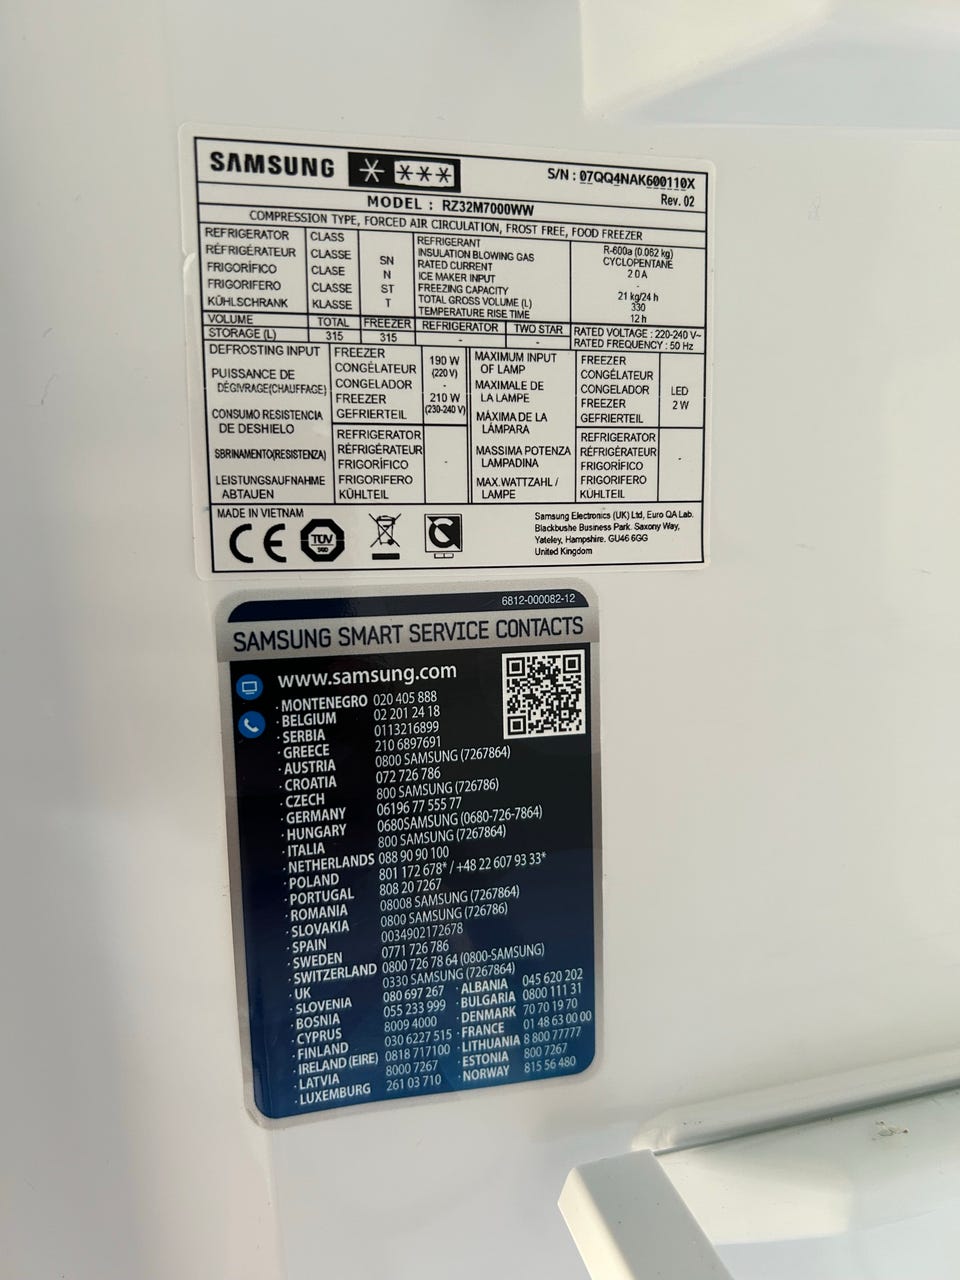 SAMSUNG * ***
S/N : 07QQ4NAK600110X
MODEL : RZ32M7000WW
Rev. 02
COMPRESSION TYPE, FORCED AIR CIRCULATION, FROST FREE, FOOD FREEZER
REFRIGERATOR CLASS
RÉFRIGÉRATEUR CLASSE
FRIGORÍFICO CLASE
FRIGORIFERO CLASSE
KÜHLSCHRANK KLASSE
SN
N
ST
T
REFRIGERANT R-600a (0.062 kg)
INSULATION BLOWING GAS CYCLOPENTANE
RATED CURRENT 2.0 A
ICE MAKER INPUT -
FREEZING CAPACITY 21 kg/24 h
TOTAL GROSS VOLUME (L) 330
TEMPERATURE RISE TIME 12 h
VOLUME TOTAL FREEZER REFRIGERATOR TWO STAR
STORAGE (L) 315 315 - -
RATED VOLTAGE : 220-240 V~
RATED FREQUENCY : 50 Hz
DEFROSTING INPUT
PUISSANCE DE
DÉGIVRAGE(CHAUFFAGE)
CONSUMO RESISTENCIA
DE DESHIELO
SBRINAMENTO(RESISTENZA)
LEISTUNGSAUFNAHME
ABTAUEN
FREEZER
CONGÉLATEUR
CONGELADOR
FREEZER
GEFRIERTEIL
190 W
(220 V)
-
210 W
(230-240 V)
REFRIGERATOR
RÉFRIGÉRATEUR
FRIGORÍFICO
FRIGORIFERO
KÜHLTEIL
-
MAXIMUM INPUT
OF LAMP
MAXIMALE DE
LA LAMPE
MÁXIMA DE LA
LÁMPARA
MASSIMA POTENZA
LAMPADINA
MAX.WATTZAHL /
LAMPE
FREEZER
CONGÉLATEUR
CONGELADOR
FREEZER
GEFRIERTEIL
LED
2 W
REFRIGERATOR
RÉFRIGÉRATEUR
FRIGORÍFICO
FRIGORIFERO
KÜHLTEIL
-
MADE IN VIETNAM
CE
TÜV
SGD
Samsung Electronics (UK) Ltd, Euro QA Lab.
Blackbushe Business Park. Saxony Way,
Yateley, Hampshire. GU46 6GG
United Kingdom
6812-000082-12
SAMSUNG SMART SERVICE CONTACTS
www.samsung.com
· MONTENEGRO 020 405 888
· BELGIUM 02 201 24 18
· SERBIA 0113216899
· GREECE 210 6897691
· AUSTRIA 0800 SAMSUNG (7267864)
· CROATIA 072 726 786
· CZECH 800 SAMSUNG (726786)
· GERMANY 06196 77 555 77
· HUNGARY 0680SAMSUNG (0680-726-7864)
· ITALIA 800 SAMSUNG (7267864)
· NETHERLANDS 088 90 90 100
· POLAND 801 172 678* / +48 22 607 93 33*
· PORTUGAL 808 20 7267
· ROMANIA 08008 SAMSUNG (7267864)
· SLOVAKIA 0800 SAMSUNG (726786)
· SPAIN 0034902172678
· SWEDEN 0771 726 786
· SWITZERLAND 0800 726 78 64 (0800-SAMSUNG)
· UK 0330 SAMSUNG (7267864)
· SLOVENIA 080 697 267
· BOSNIA 055 233 999
· CYPRUS 8009 4000
· FINLAND 030 6227 515
· IRELAND (EIRE) 0818 717100
· LATVIA 8000 7267
· LUXEMBURG 261 03 710
· ALBANIA 045 620 202
· BULGARIA 0800 111 31
· DENMARK 70 70 19 70
· FRANCE 01 48 63 00 00
· LITHUANIA 8 800 77777
· ESTONIA 800 7267
· NORWAY 815 56 480